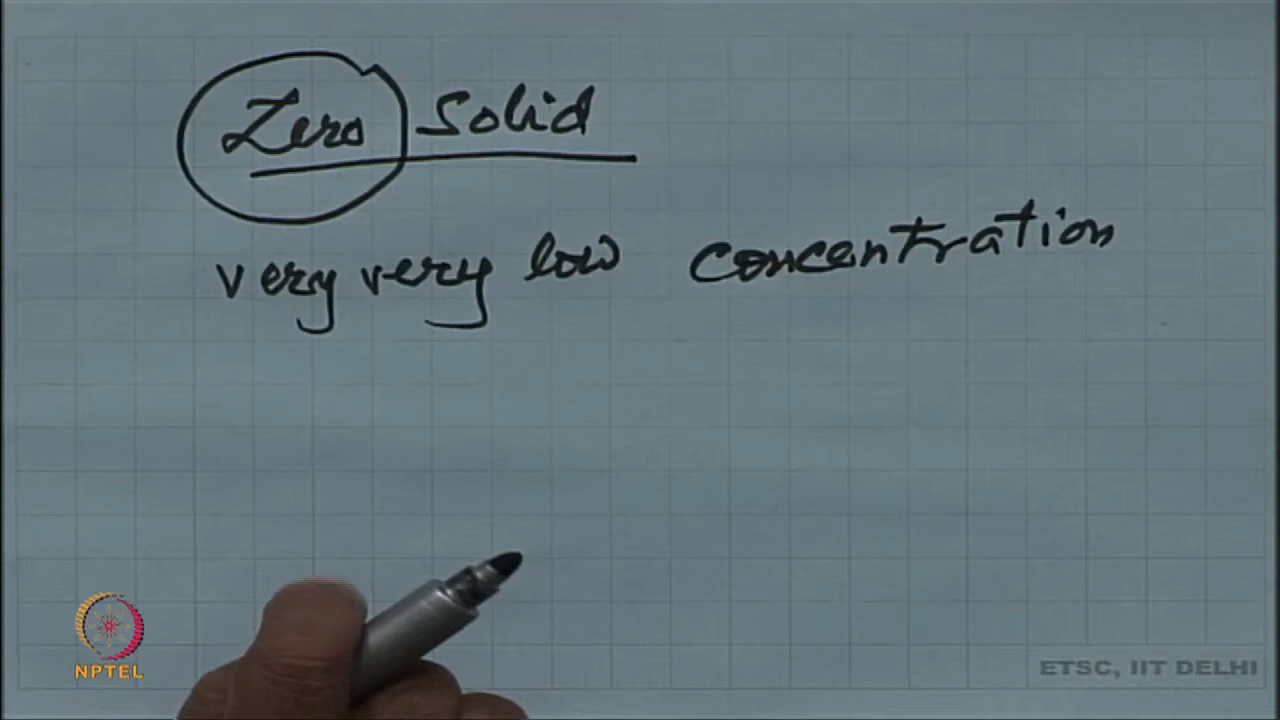 Zero solid
very very low concentration
NPTEL
ETSC, IIT DELHI